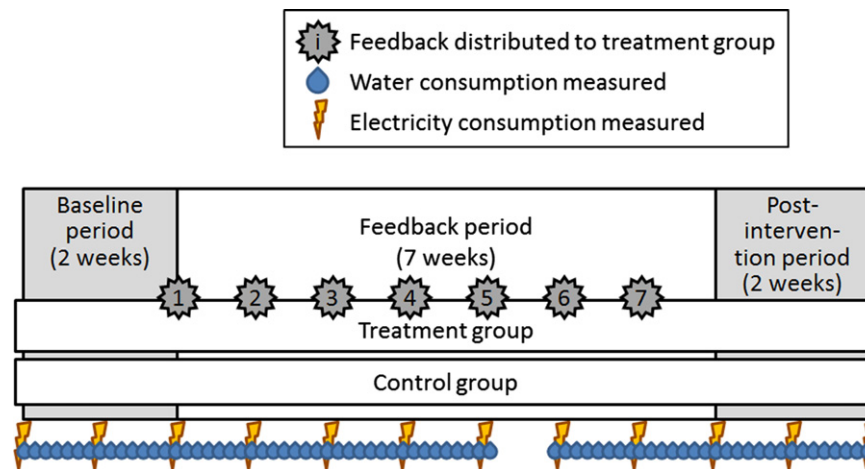 i
Feedback distributed to treatment group
Water consumption measured
Electricity consumption measured
Baseline
period
(2 weeks)
Feedback period
(7 weeks)
Post-
interven-
tion period
(2 weeks)
1 2 3 4 5 6 7
Treatment group
Control group